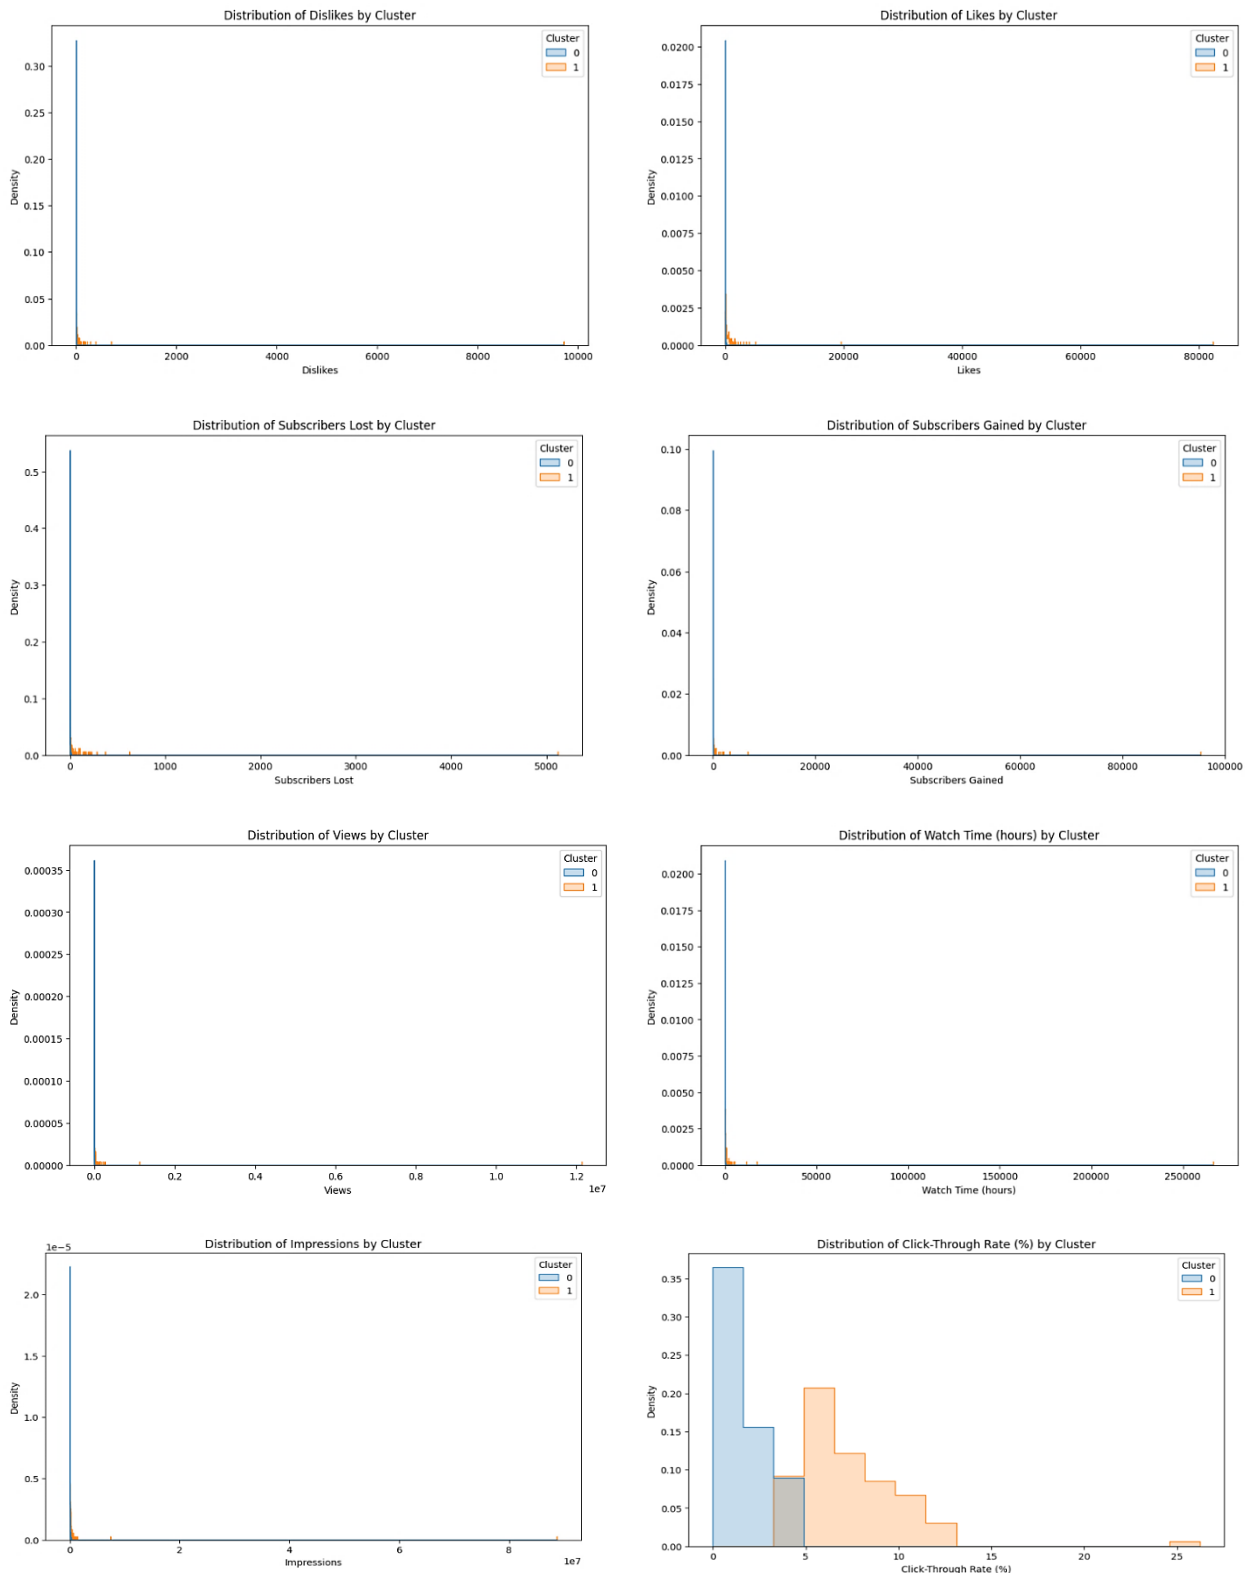 Distribution of Dislikes by Cluster
Cluster
0
1
0.30
0.25
0.20
0.15
0.10
0.05
0.00
Density
0 2000 4000 6000 8000 10000
Dislikes
Distribution of Likes by Cluster
Cluster
0
1
0.0200
0.0175
0.0150
0.0125
0.0100
0.0075
0.0050
0.0025
0.0000
Density
0 20000 40000 60000 80000
Likes
Distribution of Subscribers Lost by Cluster
Cluster
0
1
0.5
0.4
0.3
0.2
0.1
0.0
Density
0 1000 2000 3000 4000 5000
Subscribers Lost
Distribution of Subscribers Gained by Cluster
Cluster
0
1
0.10
0.08
0.06
0.04
0.02
0.00
Density
0 20000 40000 60000 80000 100000
Subscribers Gained
Distribution of Views by Cluster
Cluster
0
1
0.00035
0.00030
0.00025
0.00020
0.00015
0.00010
0.00005
0.00000
Density
0.0 0.2 0.4 0.6 0.8 1.0 1.2
1e7
Views
Distribution of Watch Time (hours) by Cluster
Cluster
0
1
0.0200
0.0175
0.0150
0.0125
0.0100
0.0075
0.0050
0.0025
0.0000
Density
0 50000 100000 150000 200000 250000
Watch Time (hours)
Distribution of Impressions by Cluster
1e−5
Cluster
0
1
2.0
1.5
1.0
0.5
0.0
Density
0 2 4 6 8
1e7
Impressions
Distribution of Click-Through Rate (%) by Cluster
Cluster
0
1
0.35
0.30
0.25
0.20
0.15
0.10
0.05
0.00
Density
0 5 10 15 20 25
Click-Through Rate (%)